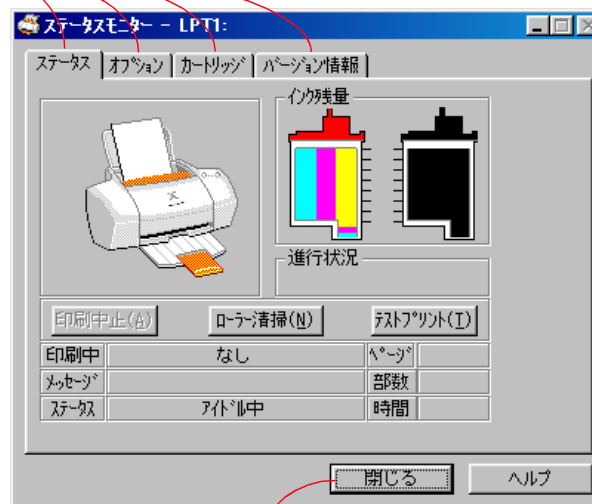 ステータスモニター - LPT1:
ステータス オプション カートリッジ バージョン情報
インク残量
進行状況
印刷中止(A) ローラー清掃(N) テストプリント(T)
印刷中 なし ページ
メッセージ 部数
ステータス アイドル中 時間
閉じる ヘルプ